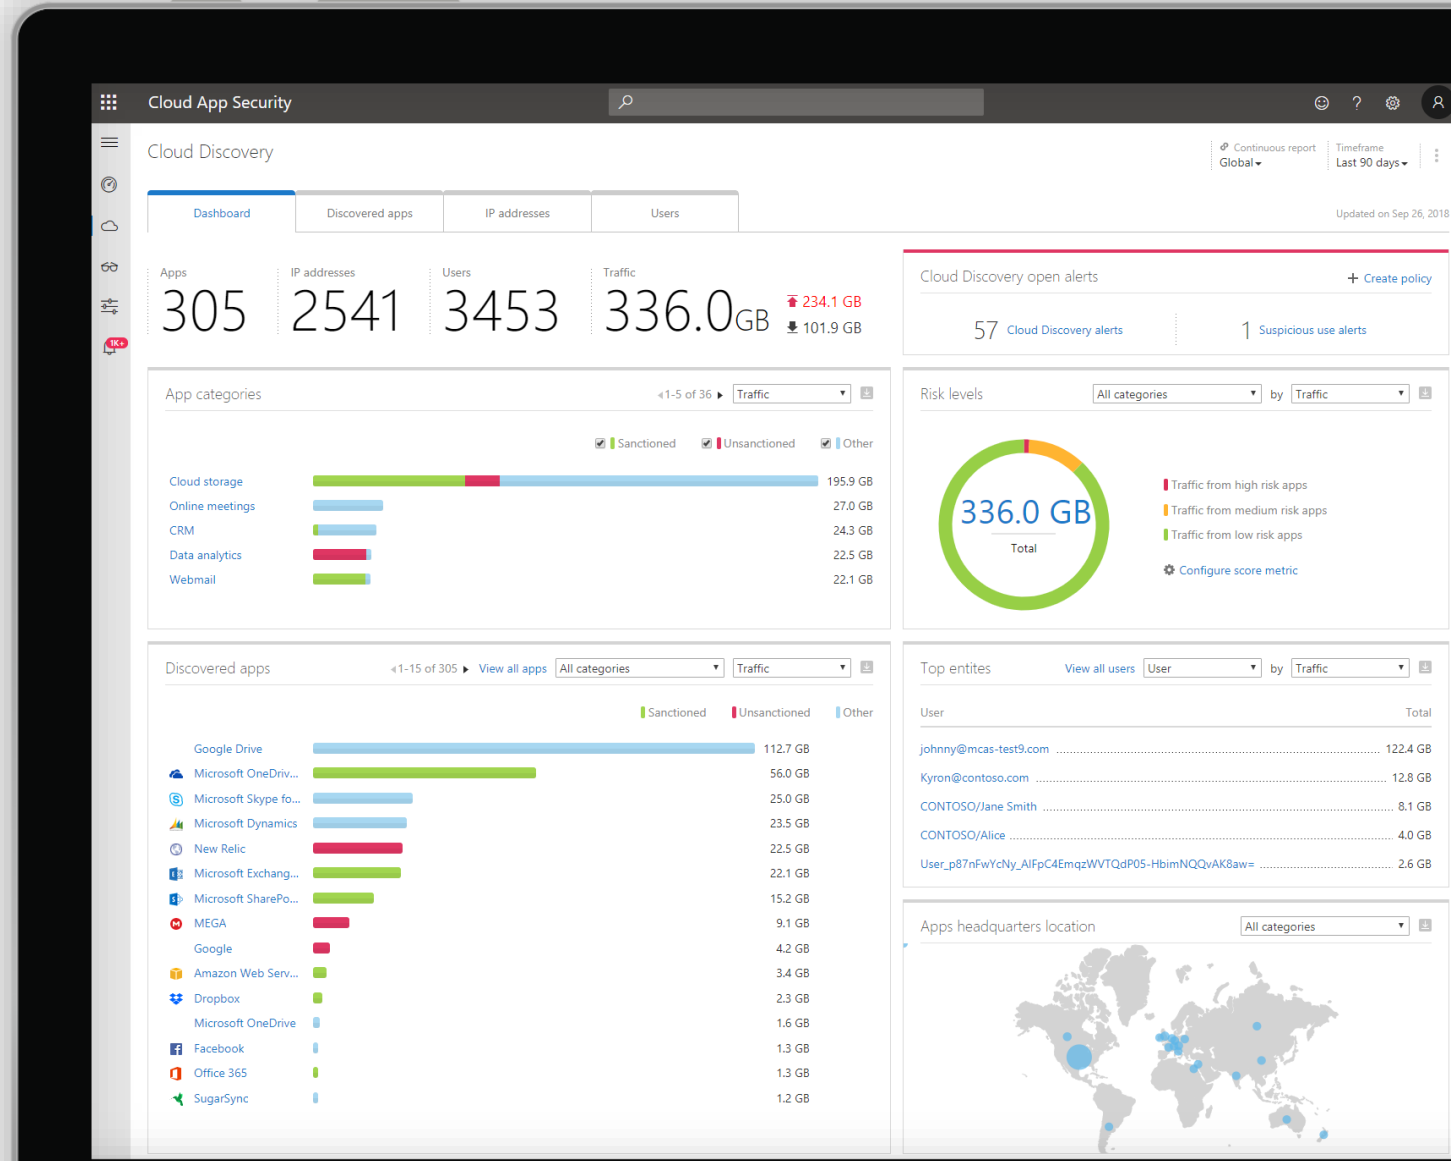 Cloud App Security
Cloud Discovery
Continuous report
Global
Timeframe
Last 90 days
Dashboard
Discovered apps
IP addresses
Users
Updated on Sep 26, 2018
1K+
Apps
305
IP addresses
2541
Users
3453
Traffic
336.0GB
234.1 GB
101.9 GB
Cloud Discovery open alerts
+ Create policy
57 Cloud Discovery alerts
1 Suspicious use alerts
App categories
1-5 of 36
Traffic
Sanctioned Unsanctioned Other
Cloud storage 195.9 GB
Online meetings 27.0 GB
CRM 24.3 GB
Data analytics 22.5 GB
Webmail 22.1 GB
Risk levels
All categories by Traffic
336.0 GB
Total
Traffic from high risk apps
Traffic from medium risk apps
Traffic from low risk apps
Configure score metric
Discovered apps
1-15 of 305 View all apps All categories Traffic
Sanctioned Unsanctioned Other
Google Drive 112.7 GB
Microsoft OneDriv... 56.0 GB
Microsoft Skype fo... 25.0 GB
Microsoft Dynamics 23.5 GB
New Relic 22.5 GB
Microsoft Exchang... 22.1 GB
Microsoft SharePo... 15.2 GB
MEGA 9.1 GB
Google 4.2 GB
Amazon Web Serv... 3.4 GB
Dropbox 2.3 GB
Microsoft OneDrive 1.6 GB
Facebook 1.3 GB
Office 365 1.3 GB
SugarSync 1.2 GB
Top entites
View all users User by Traffic
User Total
johnny@mcas-test9.com 122.4 GB
Kyron@contoso.com 12.8 GB
CONTOSO/Jane Smith 8.1 GB
CONTOSO/Alice 4.0 GB
User_p87nFwYcNy_AIFpC4EmqzWVTQdP05-HbimNQQvAK8aw= 2.6 GB
Apps headquarters location
All categories